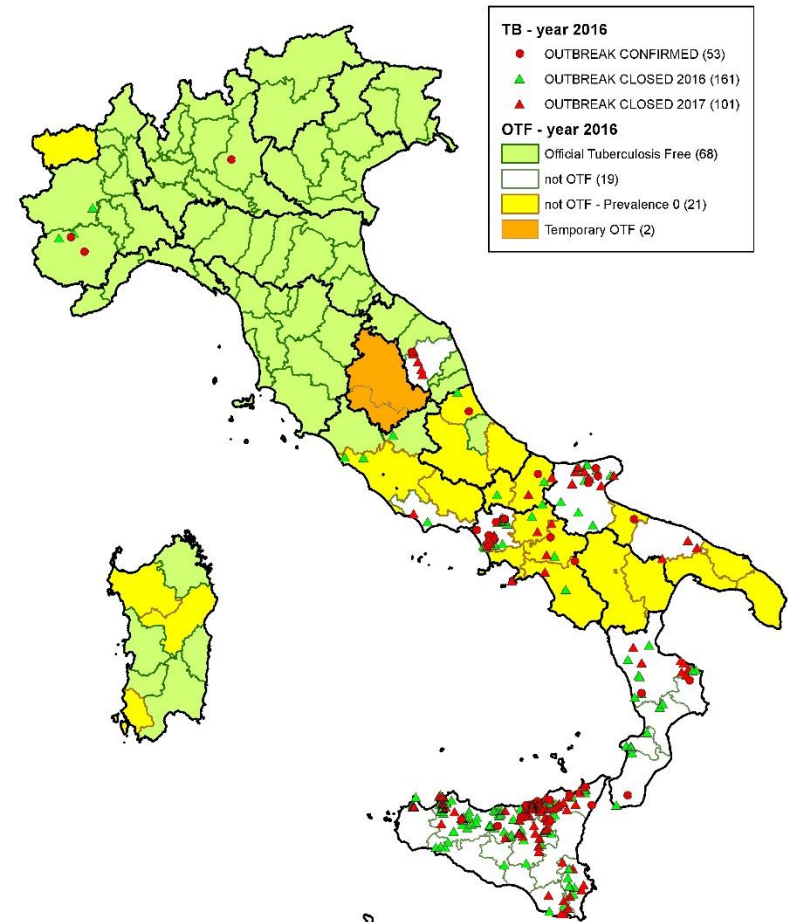 TB - year 2016
OUTBREAK CONFIRMED (53)
OUTBREAK CLOSED 2016 (161)
OUTBREAK CLOSED 2017 (101)
OTF - year 2016
Official Tuberculosis Free (68)
not OTF (19)
not OTF - Prevalence 0 (21)
Temporary OTF (2)